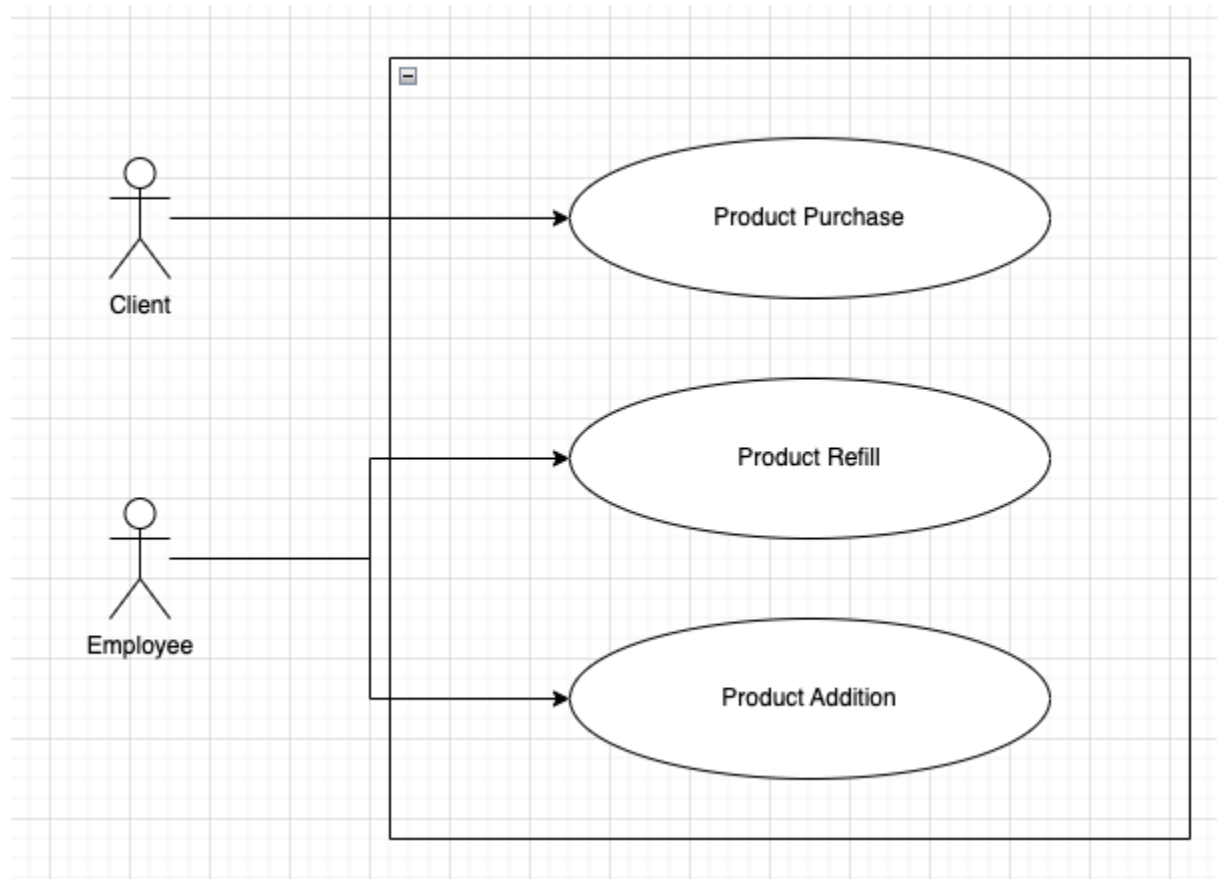 Product Purchase
Client
Product Refill
Employee
Product Addition